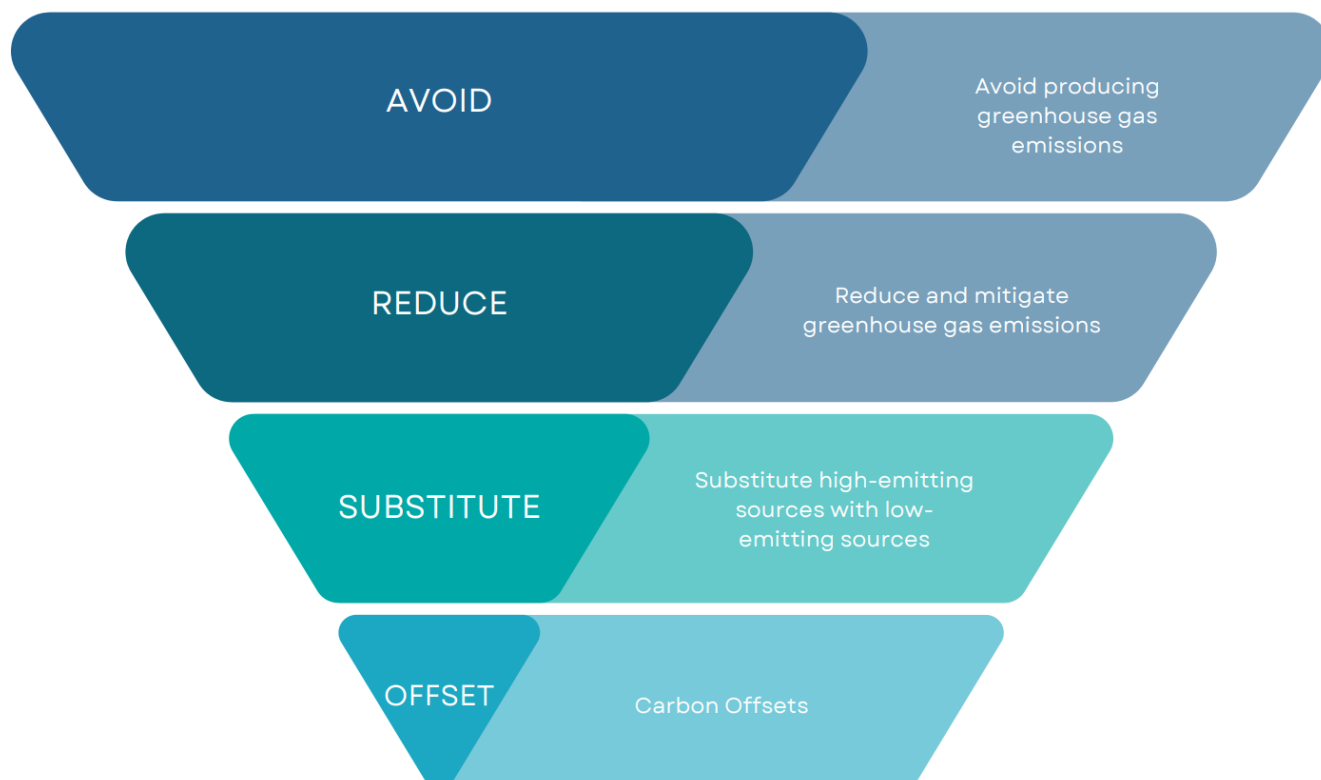 AVOID
Avoid producing
greenhouse gas
emissions
REDUCE
Reduce and mitigate
greenhouse gas emissions
SUBSTITUTE
Substitute high-emitting
sources with low-
emitting sources
OFFSET
Carbon Offsets